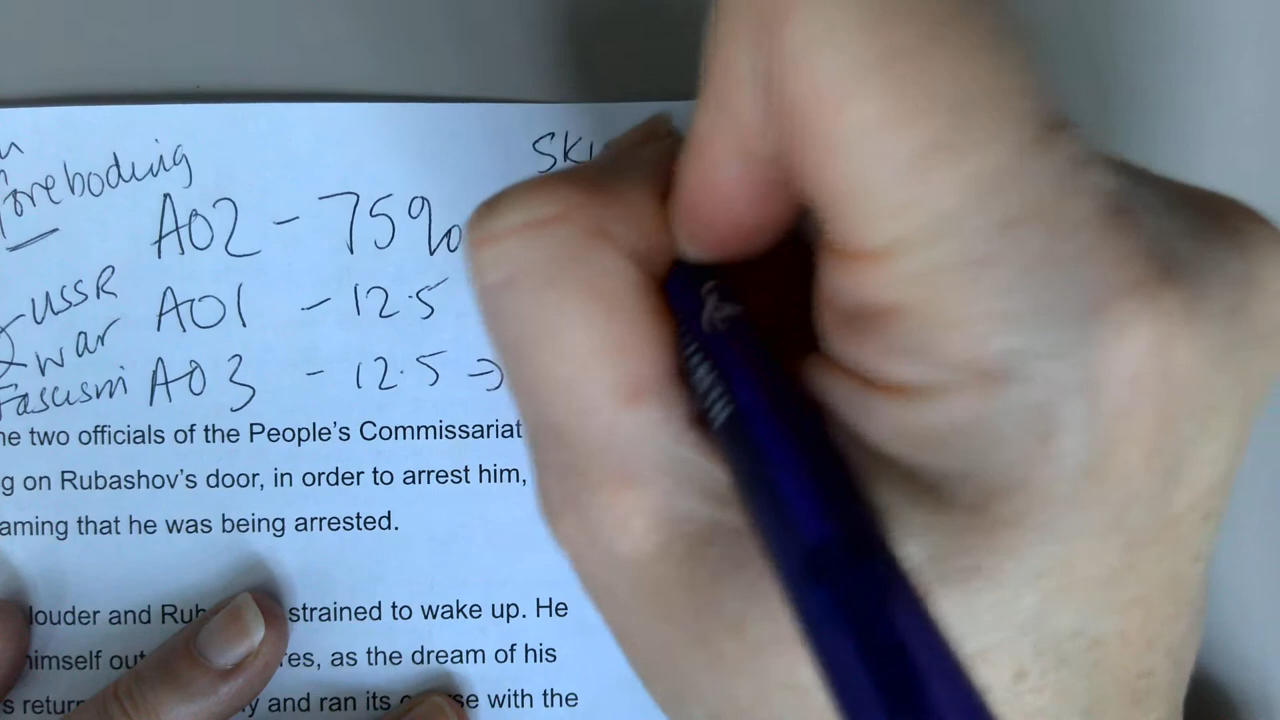 foreboding
SK
AO2 - 75%
USSR
AO1 - 12.5
war
Fascism AO3 - 12.5 →
he two officials of the People's Commissariat
g on Rubashov's door, in order to arrest him,
aming that he was being arrested.
louder and Rub strained to wake up. He
himself out res, as the dream of his
s return y and ran its se with the